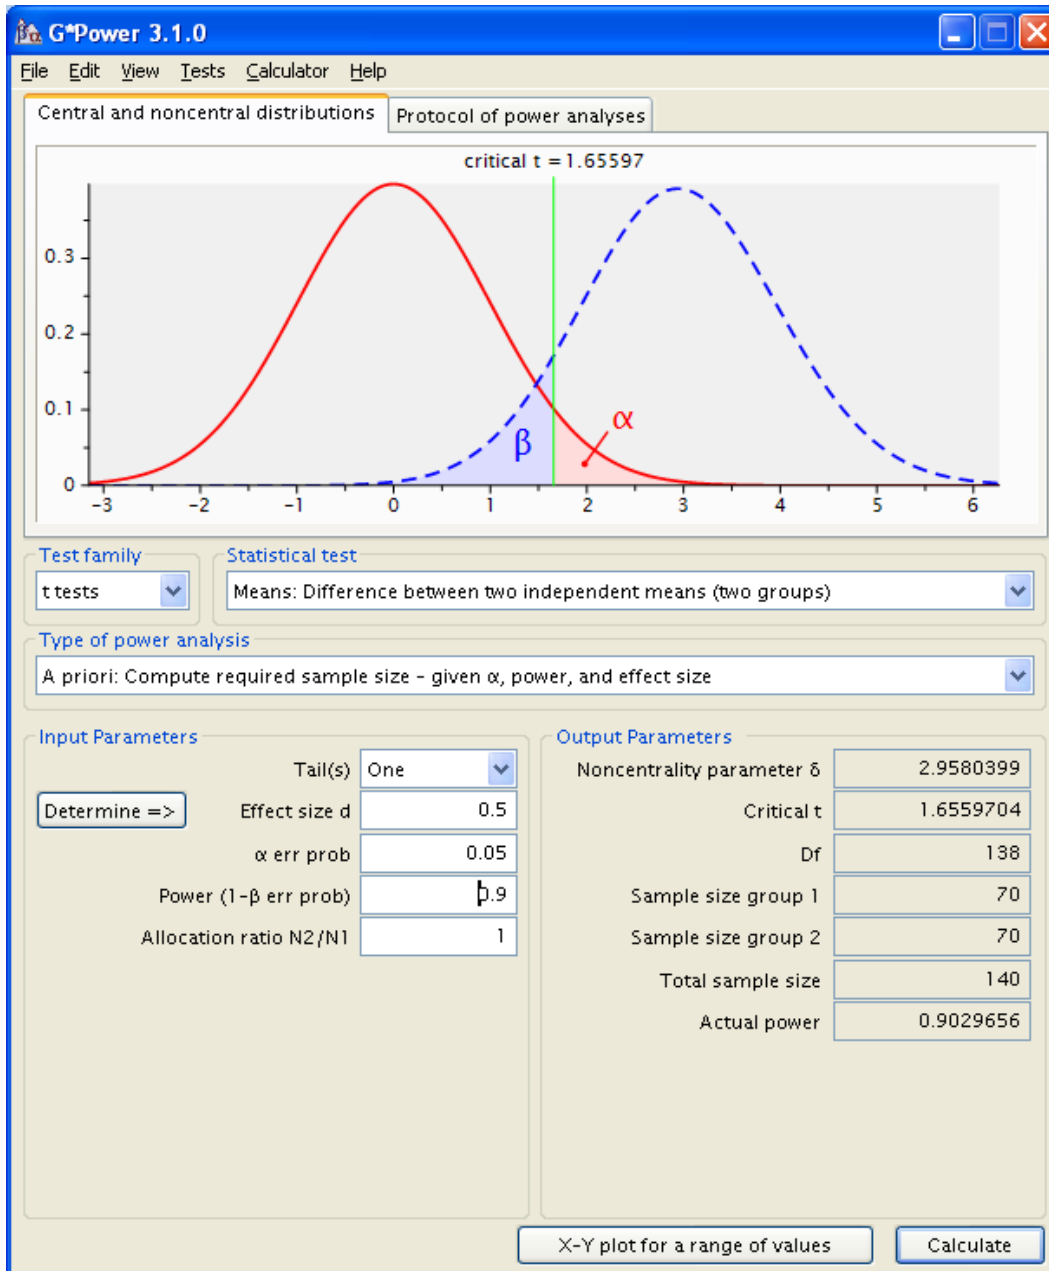 G*Power 3.1.0
File Edit View Tests Calculator Help
Central and noncentral distributions Protocol of power analyses
critical t = 1.65597
0.3
0.2
0.1
0
β
α
-3 -2 -1 0 1 2 3 4 5 6
Test family Statistical test
t tests Means: Difference between two independent means (two groups)
Type of power analysis
A priori: Compute required sample size - given α, power, and effect size
Input Parameters
Tail(s) One
Determine => Effect size d 0.5
α err prob 0.05
Power (1-β err prob) 0.9
Allocation ratio N2/N1 1
Output Parameters
Noncentrality parameter δ 2.9580399
Critical t 1.6559704
Df 138
Sample size group 1 70
Sample size group 2 70
Total sample size 140
Actual power 0.9029656
X-Y plot for a range of values Calculate